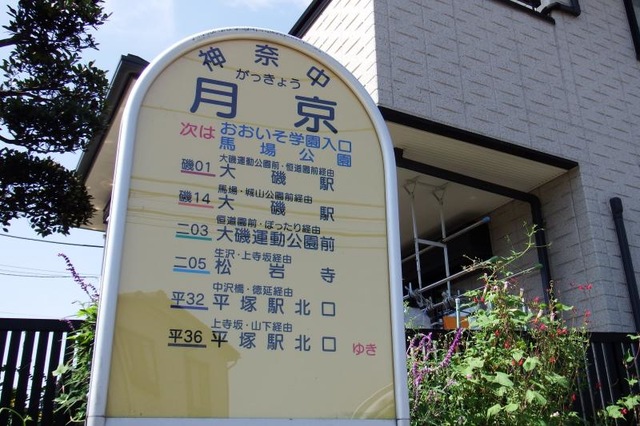 神奈中
がっきょう
月京
次は おおいそ学園入口
馬場公園
大磯運動公園前・恒道園前経由
磯01 大磯駅
馬場・城山公園前経由
磯14 大磯駅
恒道園前・ぽったり経由
二03 大磯運動公園前
生沢・上寺坂経由
二05 松岩寺
中沢橋・徳延経由
平32 平塚駅北口
上寺坂・山下経由
平36 平塚駅北口 ゆき